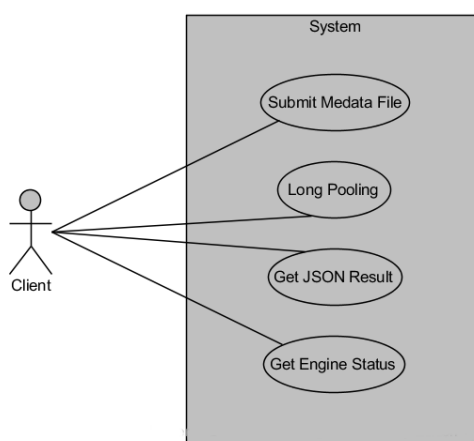 System
Submit Medata File
Long Pooling
Get JSON Result
Client
Get Engine Status